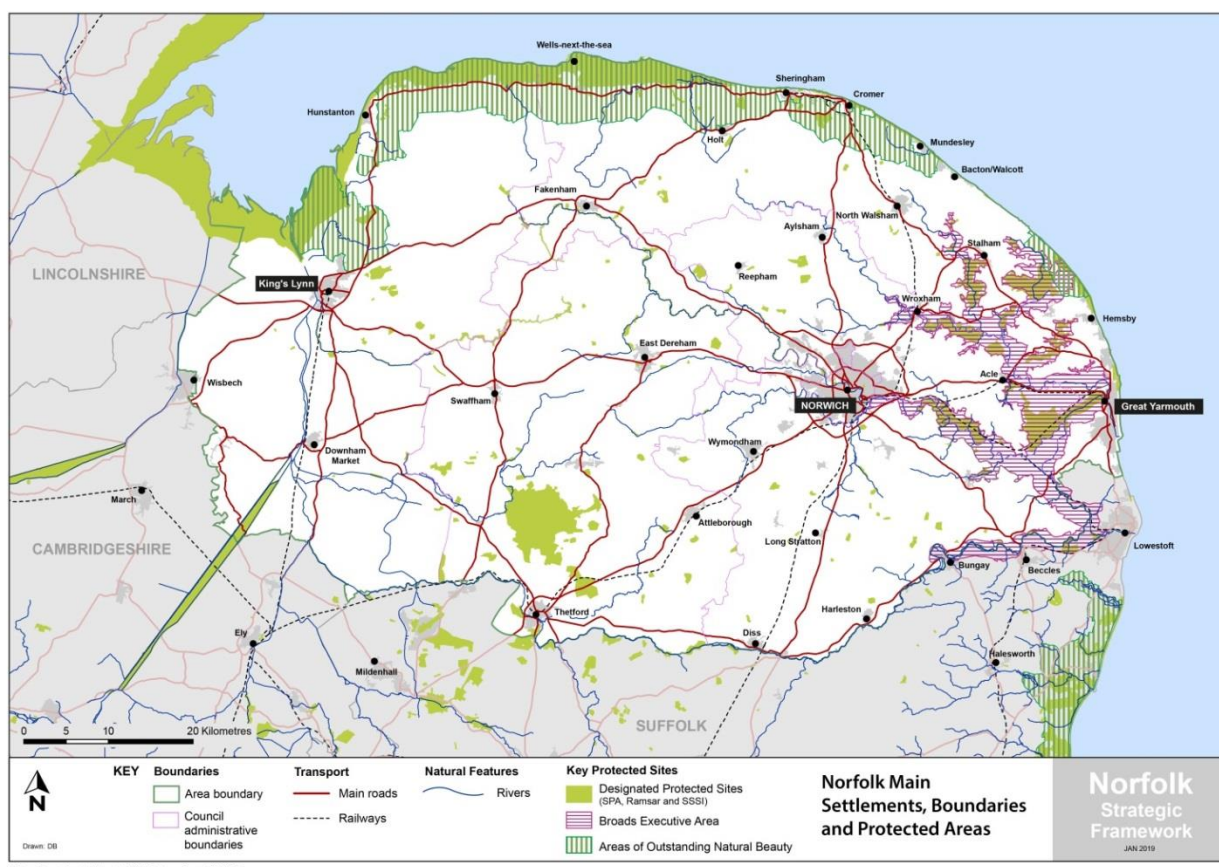 Wells-next-the-sea
Sheringham
Cromer
Hunstanton
Holt
Mundesley
Bacton/Walcott
Fakenham
North Walsham
Aylsham
Stalham
LINCOLNSHIRE
King's Lynn
Reepham
Wroxham
Hemsby
East Dereham
Wisbech
Swaffham
Acle
NORWICH
Great Yarmouth
Downham
Market
Wymondham
March
Attleborough
CAMBRIDGESHIRE
Long Stratton
Lowestoft
Bungay
Beccles
Thetford
Harleston
Ely
Diss
Mildenhall
Halesworth
SUFFOLK
0 5 10 20 Kilometres
N
Drawn: DB
KEY
Boundaries
Area boundary
Council
administrative
boundaries
Transport
Main roads
Railways
Natural Features
Rivers
Key Protected Sites
Designated Protected Sites
(SPA, Ramsar and SSSI)
Broads Executive Area
Areas of Outstanding Natural Beauty
Norfolk Main
Settlements, Boundaries
and Protected Areas
Norfolk
Strategic
Framework
JAN 2019